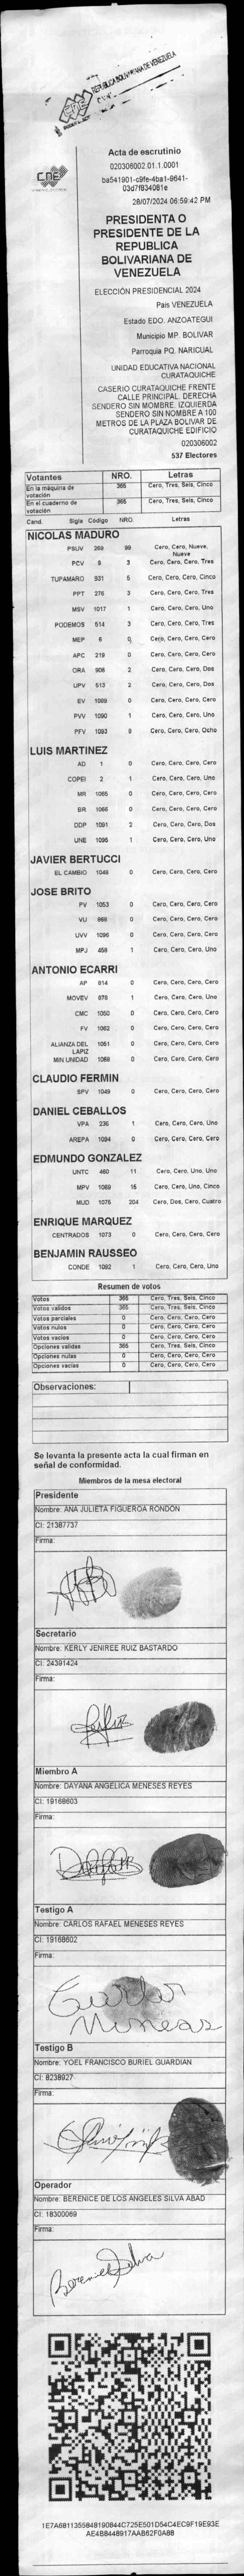 REPUBLICA BOLIVARIANA DE VENEZUELA
CNE
Acta de escrutinio
020306002.01.1.0001
ba541901-c9fe-4ba1-9641-
03d7f834081e
28/07/2024 06:59:42 PM
PRESIDENTA O
PRESIDENTE DE LA
REPUBLICA
BOLIVARIANA DE
VENEZUELA
ELECCIÓN PRESIDENCIAL 2024
Pais VENEZUELA
Estado EDO. ANZOATEGUI
Municipio MP. BOLIVAR
Parroquia PQ. NARICUAL
UNIDAD EDUCATIVA NACIONAL
CURATAQUICHE
CASERIO CURATAQUICHE FRENTE
CALLE PRINCIPAL. DERECHA
SENDERO SIN MOMBRE. IZQUIERDA
SENDERO SIN NOMBRE A 100
METROS DE LA PLAZA BOLIVAR DE
CURATAQUICHE EDIFICIO
020306002
537 Electores
Votantes NRO. Letras
En la máquina de votación 365 Cero, Tres, Seis, Cinco
En el cuaderno de votación 365 Cero, Tres, Seis, Cinco
Cand. Sigla Código NRO. Letras
NICOLAS MADURO
PSUV 269 99 Cero, Cero, Nueve, Nueve
PCV 9 3 Cero, Cero, Cero, Tres
TUPAMARO 931 5 Cero, Cero, Cero, Cinco
PPT 276 3 Cero, Cero, Cero, Tres
MSV 1017 1 Cero, Cero, Cero, Uno
PODEMOS 514 3 Cero, Cero, Cero, Tres
MEP 6 0 Cero, Cero, Cero, Cero
APC 219 0 Cero, Cero, Cero, Cero
ORA 908 2 Cero, Cero, Cero, Dos
UPV 513 2 Cero, Cero, Cero, Dos
EV 1089 0 Cero, Cero, Cero, Cero
PVV 1090 1 Cero, Cero, Cero, Uno
PFV 1093 8 Cero, Cero, Cero, Ocho
LUIS MARTINEZ
AD 1 0 Cero, Cero, Cero, Cero
COPEI 2 1 Cero, Cero, Cero, Uno
MR 1065 0 Cero, Cero, Cero, Cero
BR 1066 0 Cero, Cero, Cero, Cero
DDP 1091 2 Cero, Cero, Cero, Dos
UNE 1095 1 Cero, Cero, Cero, Uno
JAVIER BERTUCCI
EL CAMBIO 1048 0 Cero, Cero, Cero, Cero
JOSE BRITO
PV 1053 0 Cero, Cero, Cero, Cero
VU 868 0 Cero, Cero, Cero, Cero
UVV 1096 0 Cero, Cero, Cero, Cero
MPJ 458 1 Cero, Cero, Cero, Uno
ANTONIO ECARRI
AP 814 0 Cero, Cero, Cero, Cero
MOVEV 878 1 Cero, Cero, Cero, Uno
CMC 1050 0 Cero, Cero, Cero, Cero
FV 1062 0 Cero, Cero, Cero, Cero
ALIANZA DEL LAPIZ 1051 0 Cero, Cero, Cero, Cero
MIN UNIDAD 1068 0 Cero, Cero, Cero, Cero
CLAUDIO FERMIN
SPV 1049 0 Cero, Cero, Cero, Cero
DANIEL CEBALLOS
VPA 236 1 Cero, Cero, Cero, Uno
AREPA 1094 0 Cero, Cero, Cero, Cero
EDMUNDO GONZALEZ
UNTC 460 11 Cero, Cero, Uno, Uno
MPV 1069 15 Cero, Cero, Uno, Cinco
MUD 1075 204 Cero, Dos, Cero, Cuatro
ENRIQUE MARQUEZ
CENTRADOS 1073 0 Cero, Cero, Cero, Cero
BENJAMIN RAUSSEO
CONDE 1092 1 Cero, Cero, Cero, Uno
Resumen de votos
Votos 365 Cero, Tres, Seis, Cinco
Votos validos 365 Cero, Tres, Seis, Cinco
Votos parciales 0 Cero, Cero, Cero, Cero
Votos nulos 0 Cero, Cero, Cero, Cero
Votos vacios 0 Cero, Cero, Cero, Cero
Opciones validas 365 Cero, Tres, Seis, Cinco
Opciones nulas 0 Cero, Cero, Cero, Cero
Opciones vacias 0 Cero, Cero, Cero, Cero
Observaciones:
Se levanta la presente acta la cual firman en
señal de conformidad.
Miembros de la mesa electoral
Presidente
Nombre: ANA JULIETA FIGUEROA RONDON
CI: 21387737
Firma:
Secretario
Nombre: KERLY JENIREE RUIZ BASTARDO
CI: 24391424
Firma:
Miembro A
Nombre: DAYANA ANGELICA MENESES REYES
CI: 19168603
Firma:
Testigo A
Nombre: CARLOS RAFAEL MENESES REYES
CI: 19168602
Firma:
Carlos
Meneas
Testigo B
Nombre: YOEL FRANCISCO BURIEL GUARDIAN
CI: 8238927
Firma:
Operador
Nombre: BERENICE DE LOS ANGELES SILVA ABAD
CI: 18300069
Firma:
Berenice Silva
1E7A6811355848190844C725E501D54C4EC9F19E93E
AE4B8448917AAB62F0A88